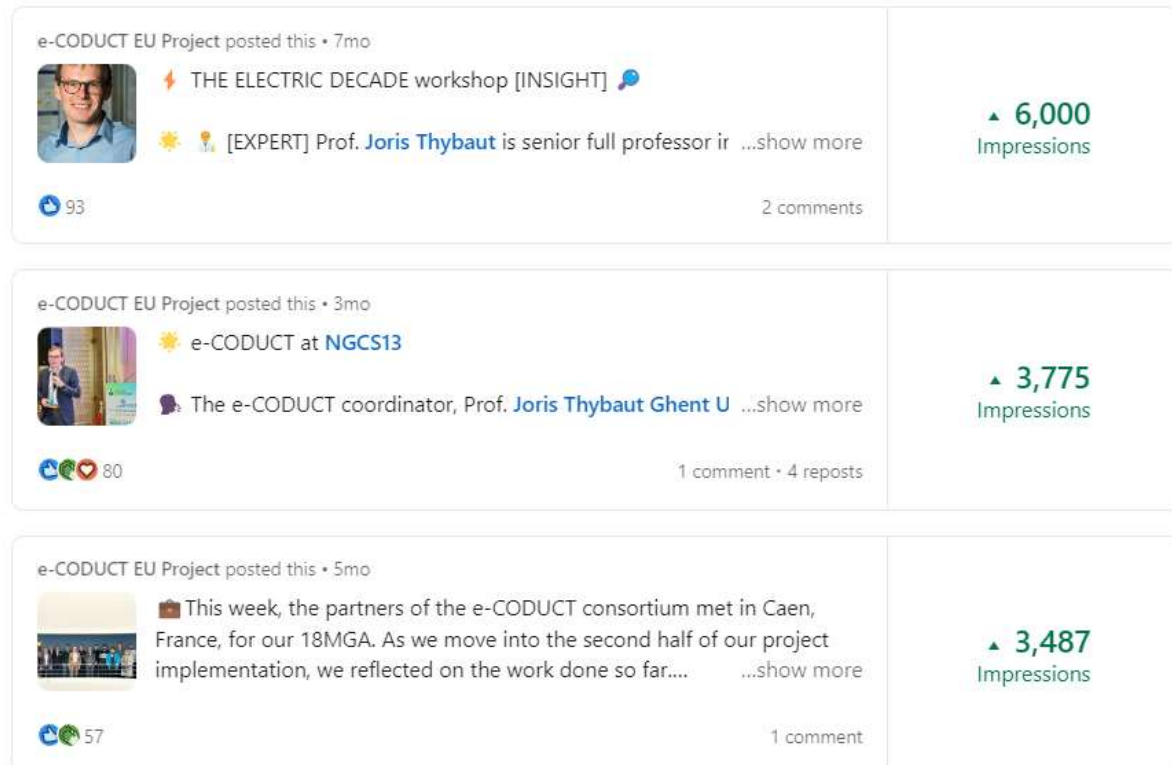 e-CODUCT EU Project posted this • 7mo
⚡ THE ELECTRIC DECADE workshop [INSIGHT] 🔎
🌟 👨‍🔬 [EXPERT] Prof. Joris Thybaut is senior full professor ir ...show more
93
2 comments
▲ 6,000
Impressions
e-CODUCT EU Project posted this • 3mo
🌟 e-CODUCT at NGCS13
🗣 The e-CODUCT coordinator, Prof. Joris Thybaut Ghent U ...show more
80
1 comment • 4 reposts
▲ 3,775
Impressions
e-CODUCT EU Project posted this • 5mo
💼This week, the partners of the e-CODUCT consortium met in Caen,
France, for our 18MGA. As we move into the second half of our project
implementation, we reflected on the work done so far.... ...show more
57
1 comment
▲ 3,487
Impressions